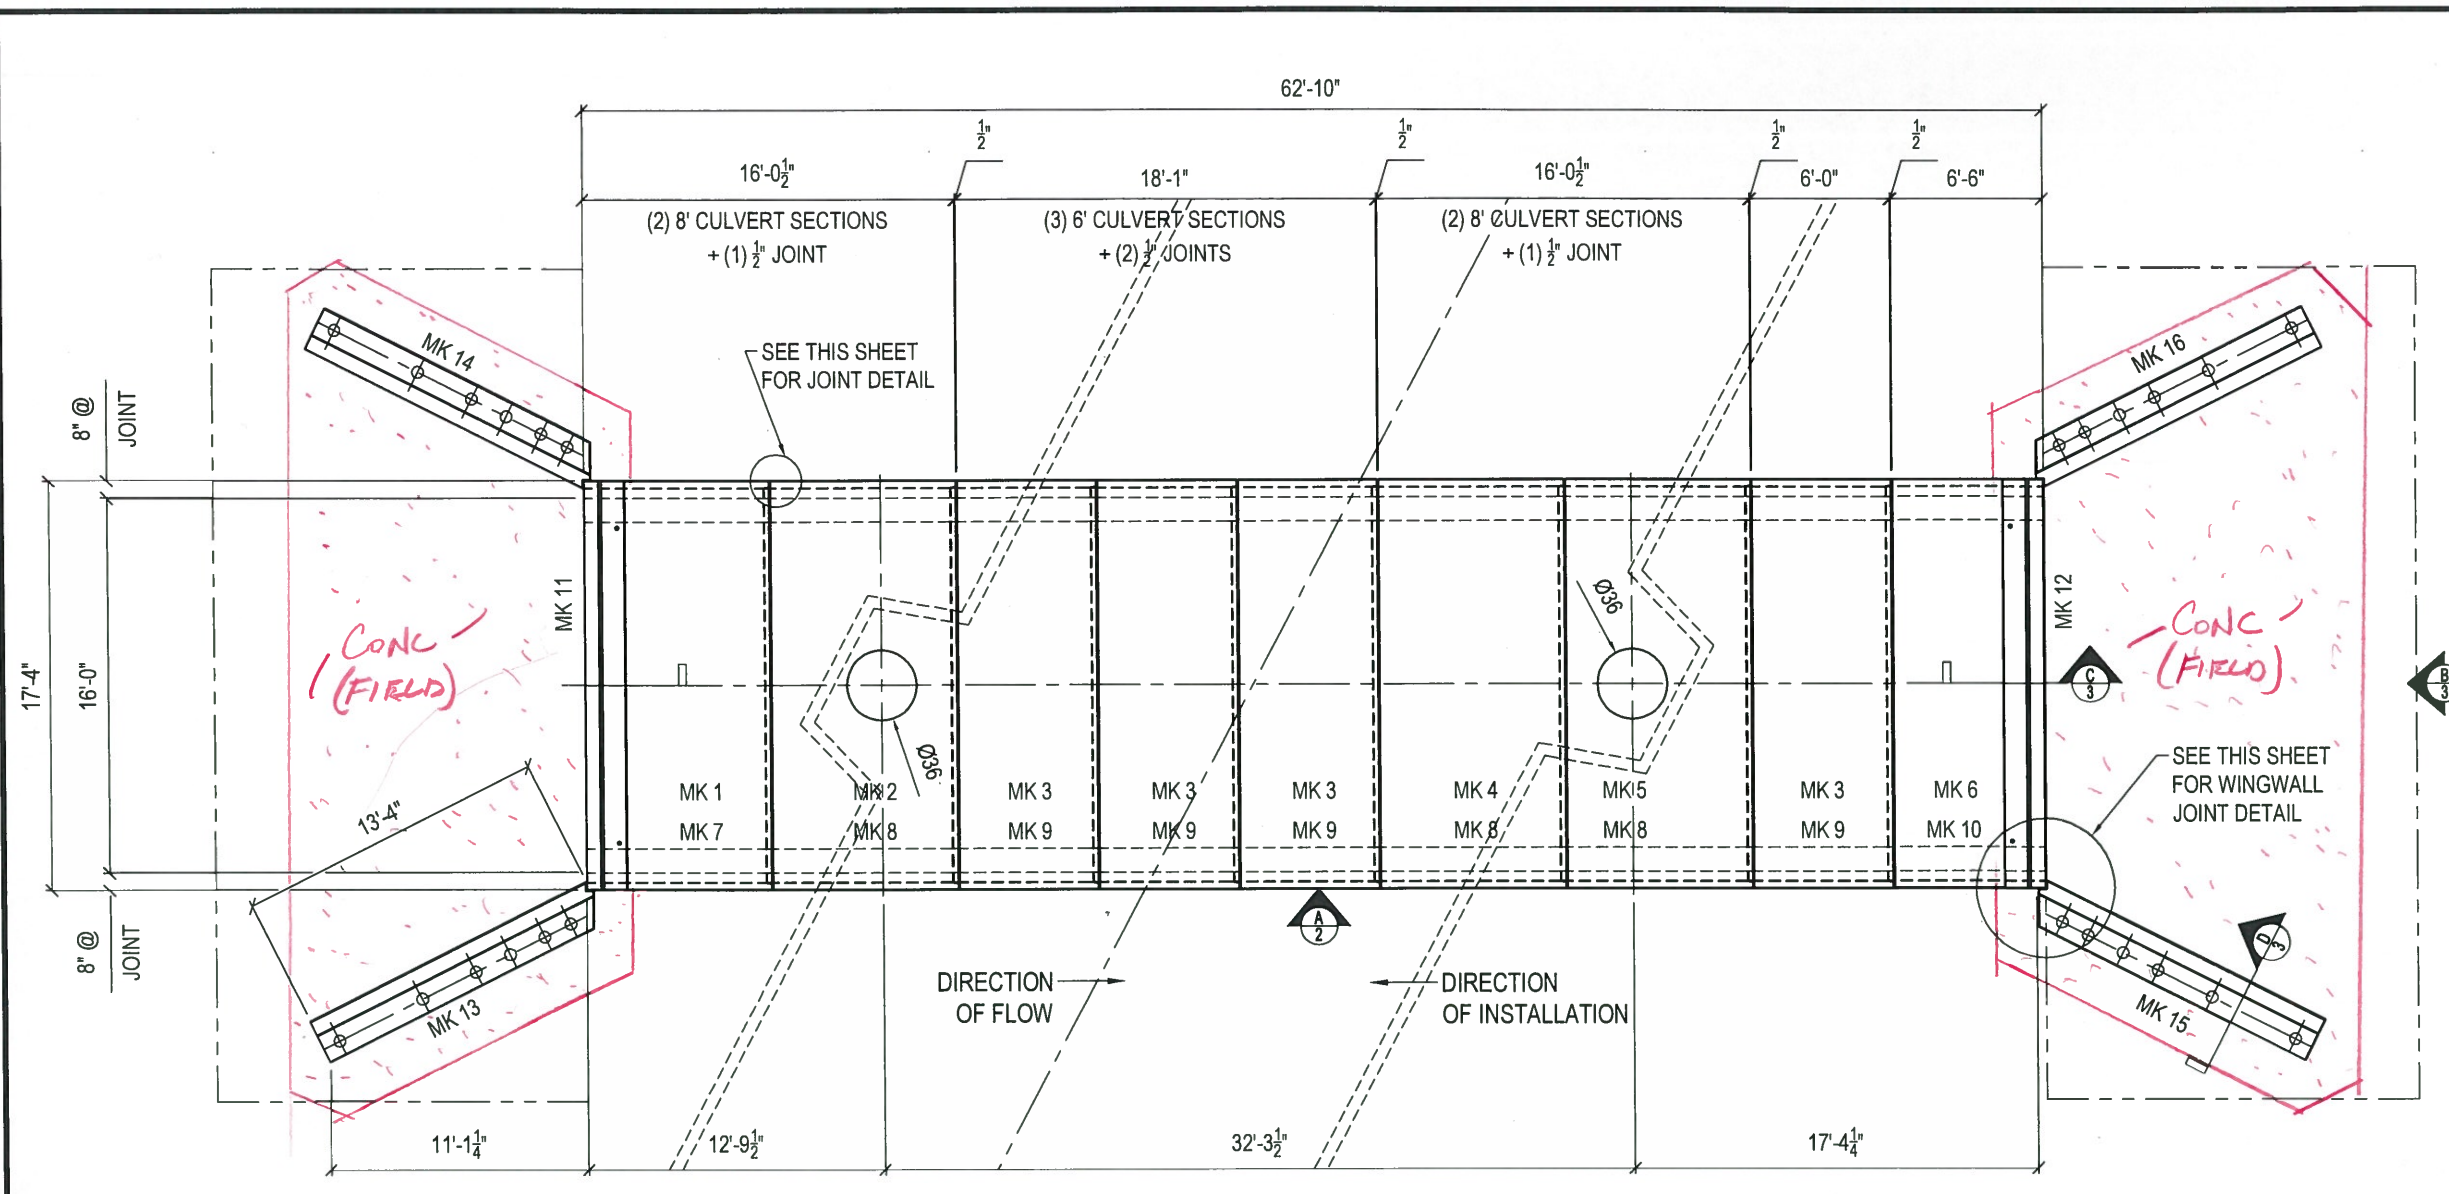 62'-10"
1/2"
1/2"
1/2"
1/2"
16'-0 1/2"
18'-1"
16'-0 1/2"
6'-0"
6'-6"
(2) 8' CULVERT SECTIONS
+ (1) 1/2" JOINT
(3) 6' CULVERT SECTIONS
+ (2) 1/2" JOINTS
(2) 8' CULVERT SECTIONS
+ (1) 1/2" JOINT
SEE THIS SHEET
FOR JOINT DETAIL
MK 14
MK 16
8" @
JOINT
17'-4"
16'-0"
8" @
JOINT
MK 11
MK 12
CONC
(FIELD)
CONC
(FIELD)
Ø36
Ø36
C
3
B
3
SEE THIS SHEET
FOR WINGWALL
JOINT DETAIL
13'-4"
MK 1
MK 2
MK 3
MK 3
MK 3
MK 4
MK 5
MK 3
MK 6
MK 7
MK 8
MK 9
MK 9
MK 9
MK 8
MK 8
MK 9
MK 10
A
2
D
3
MK 13
MK 15
DIRECTION
OF FLOW
DIRECTION
OF INSTALLATION
11'-1 1/4"
12'-9 1/2"
32'-3 1/2"
17'-4 1/4"